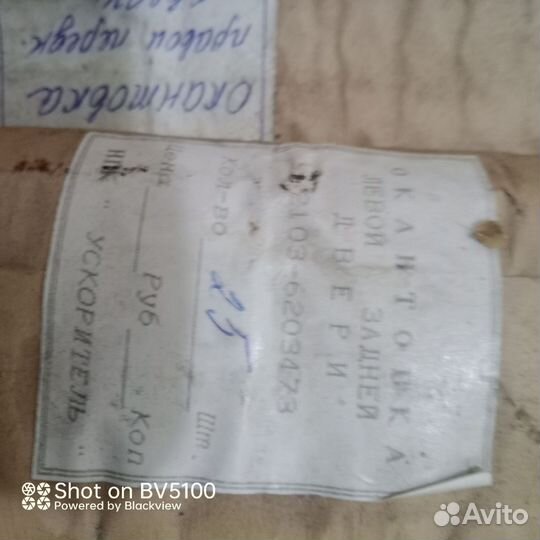 Окантовка
правой передн.
ОКАНТОВКА
ЛЕВОЙ ЗАДНЕЙ
ДВЕРИ
2103-6203473
КОЛ-ВО 25 шт.
Цена Руб Коп
НПК " УСКОРИТЕЛЬ "
Shot on BV5100
Powered by Blackview
Avito